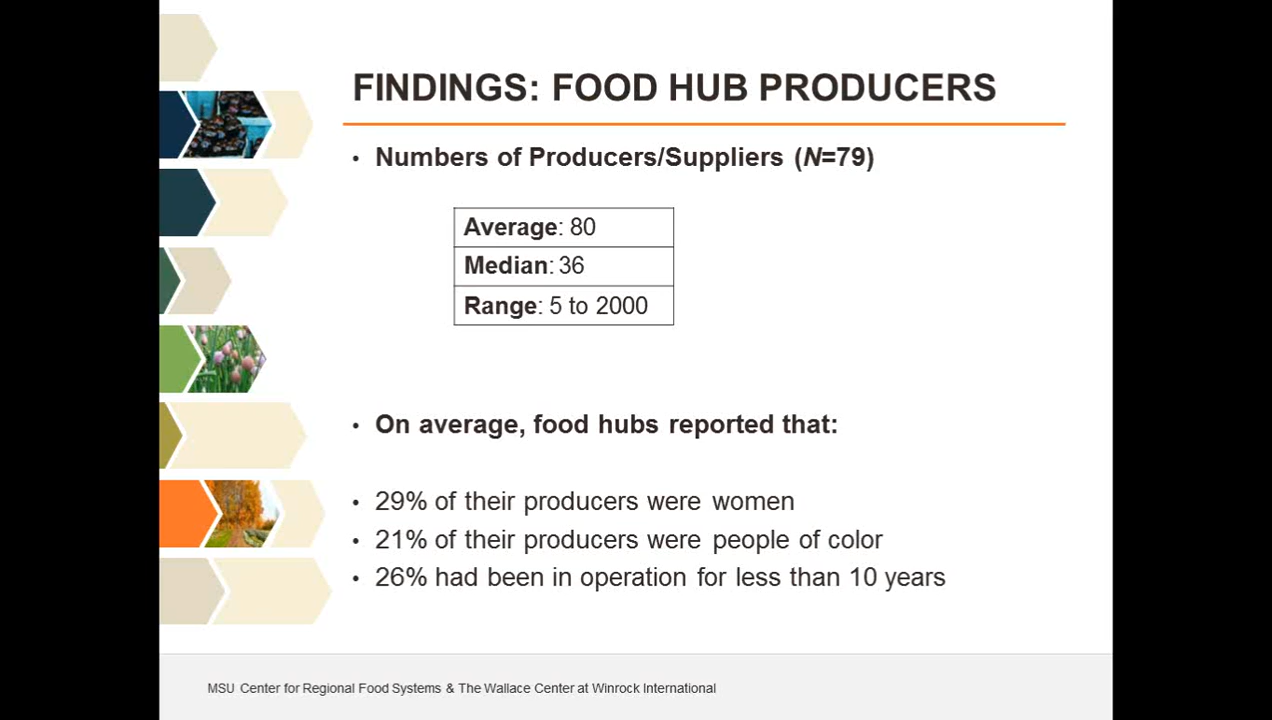 FINDINGS: FOOD HUB PRODUCERS
• Numbers of Producers/Suppliers (N=79)
Average: 80
Median: 36
Range: 5 to 2000
• On average, food hubs reported that:
• 29% of their producers were women
• 21% of their producers were people of color
• 26% had been in operation for less than 10 years
MSU Center for Regional Food Systems & The Wallace Center at Winrock International